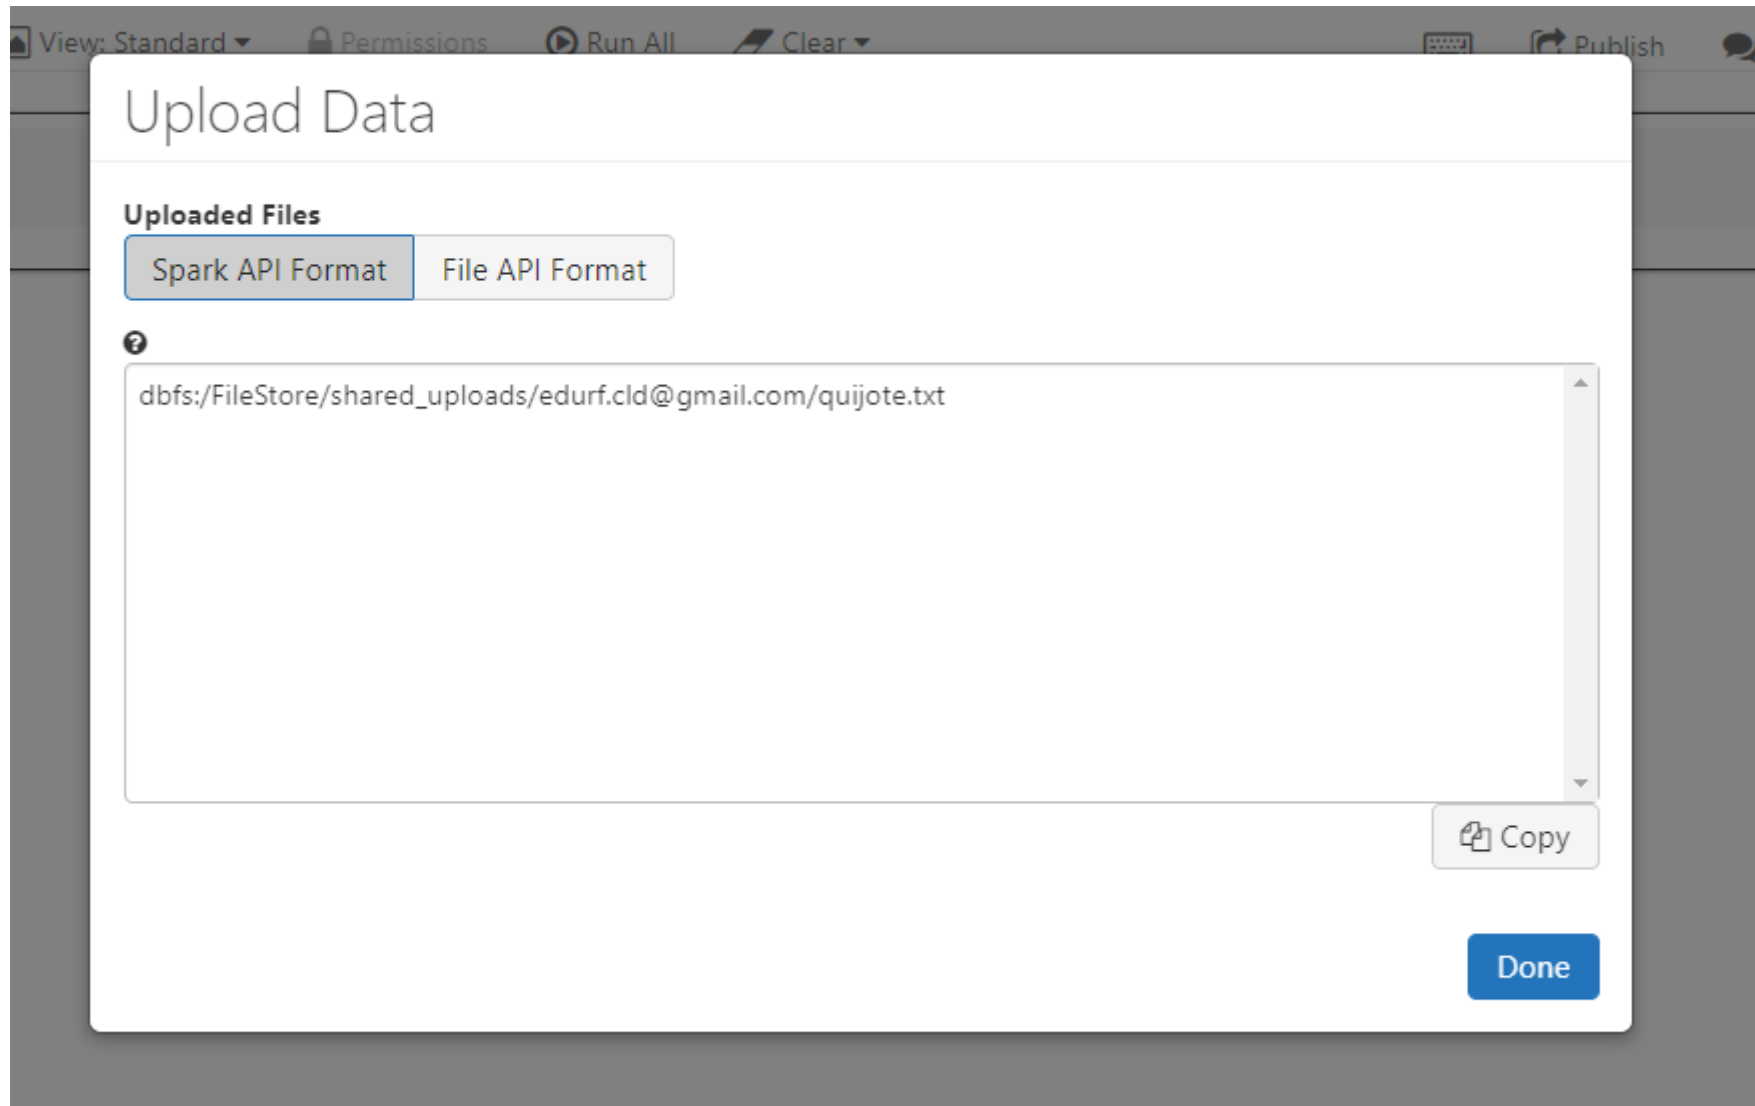 View: Standard Permissions Run All Clear Publish
Upload Data
Uploaded Files
Spark API Format File API Format
dbfs:/FileStore/shared_uploads/edurf.cld@gmail.com/quijote.txt
Copy
Done